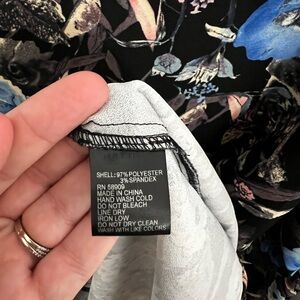 SHELL: 97% POLYESTER
3% SPANDEX
RN 58909
MADE IN CHINA
HAND WASH COLD
DO NOT BLEACH
LINE DRY
IRON LOW
DO NOT DRY CLEAN
WASH WITH LIKE COLORS